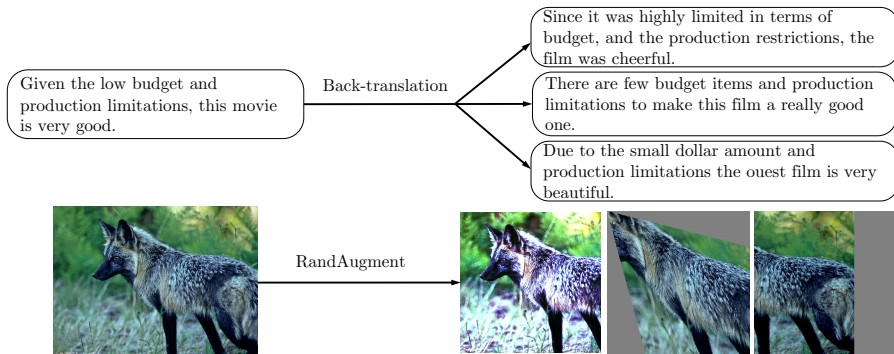 Given the low budget and
production limitations, this movie
is very good.
Back-translation
Since it was highly limited in terms of
budget, and the production restrictions, the
film was cheerful.
There are few budget items and production
limitations to make this film a really good
one.
Due to the small dollar amount and
production limitations the ouest film is very
beautiful.
RandAugment